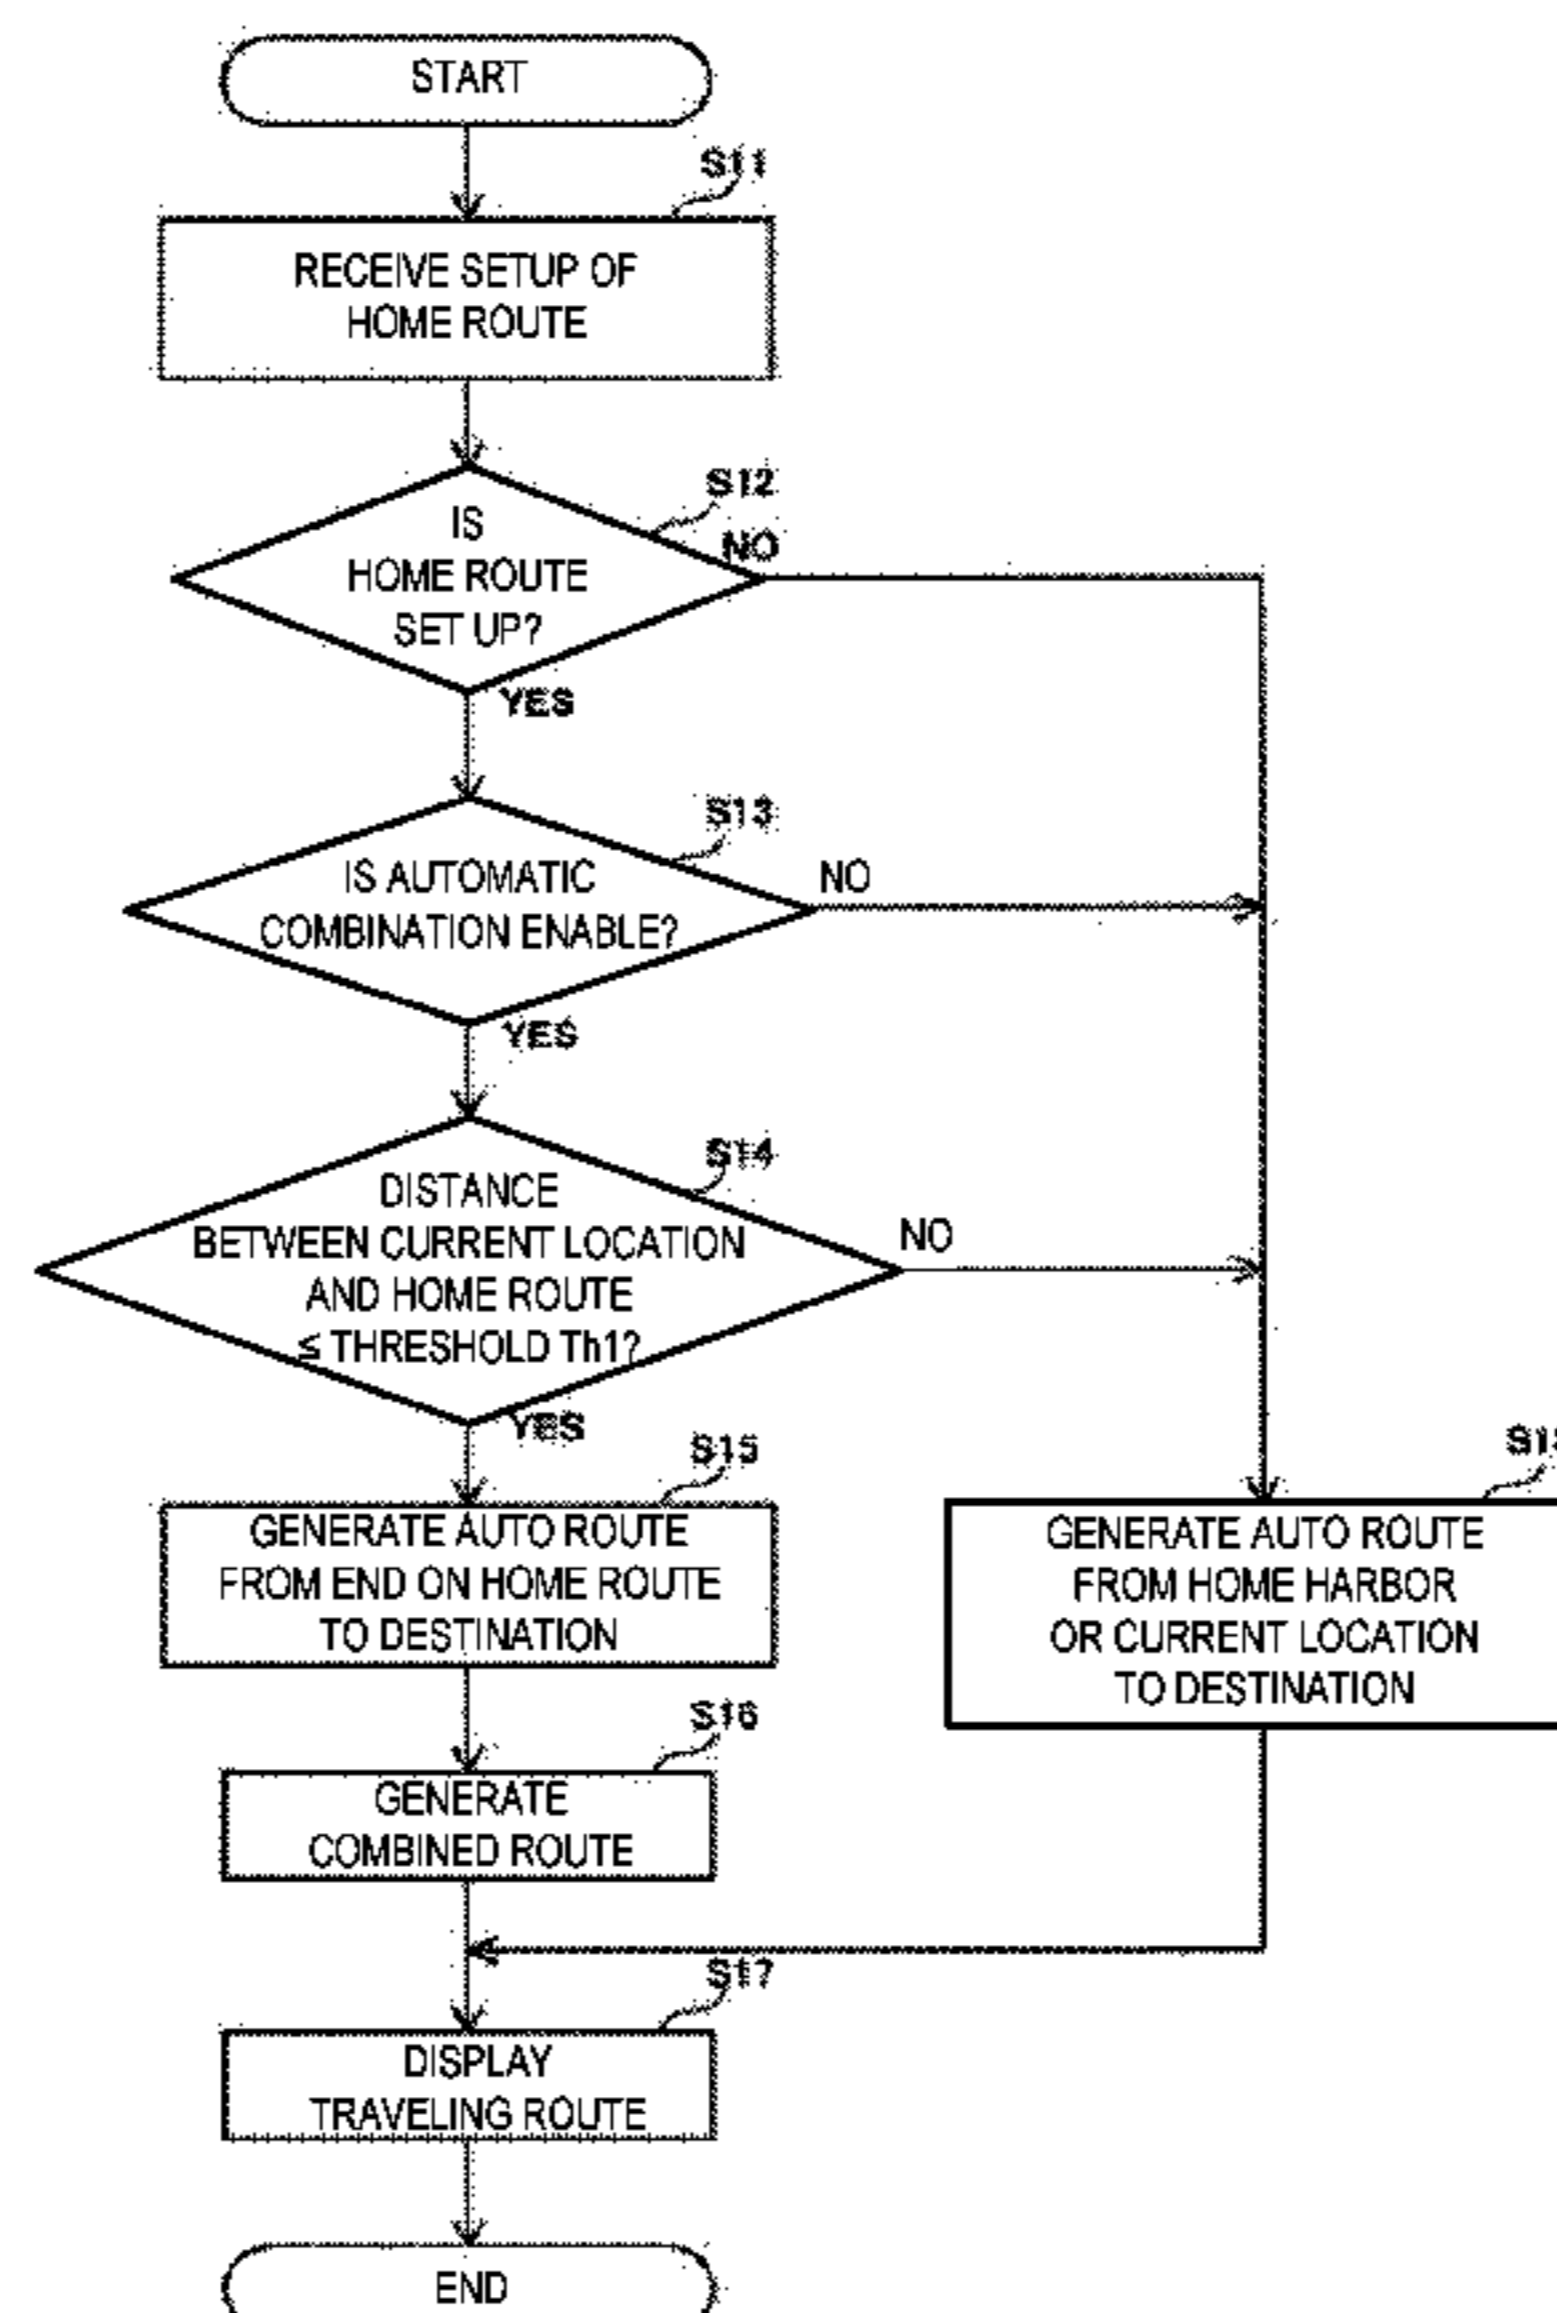 START
S11
RECEIVE SETUP OF
HOME ROUTE
S12
IS
HOME ROUTE
SET UP?
NO
YES
S13
IS AUTOMATIC
COMBINATION ENABLE?
NO
YES
S14
DISTANCE
BETWEEN CURRENT LOCATION
AND HOME ROUTE
≤ THRESHOLD Th1?
NO
YES
S15
GENERATE AUTO ROUTE
FROM END ON HOME ROUTE
TO DESTINATION
GENERATE AUTO ROUTE
FROM HOME HARBOR
OR CURRENT LOCATION
TO DESTINATION
S16
GENERATE
COMBINED ROUTE
S17
DISPLAY
TRAVELING ROUTE
END